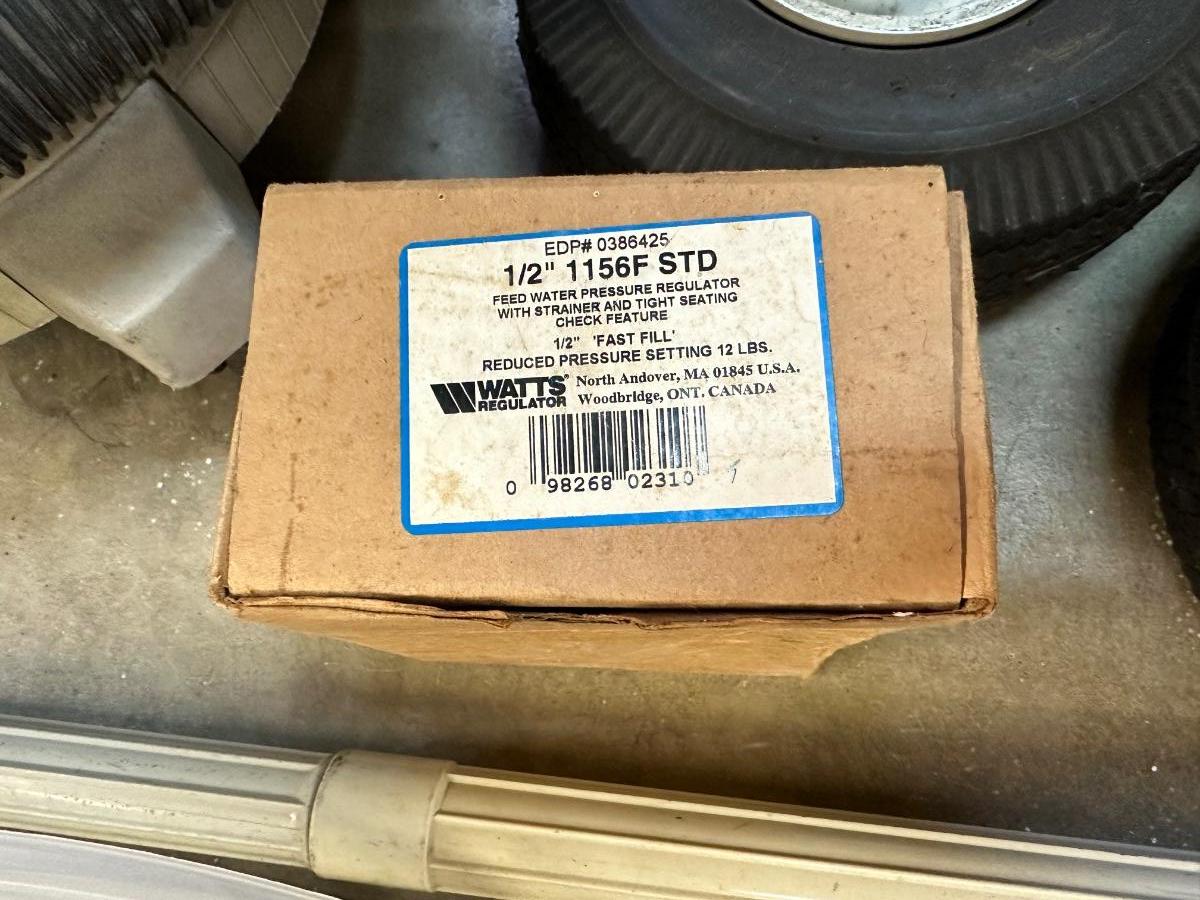 EDP# 0386425
1/2" 1156F STD
FEED WATER PRESSURE REGULATOR
WITH STRAINER AND TIGHT SEATING
CHECK FEATURE
1/2" 'FAST FILL'
REDUCED PRESSURE SETTING 12 LBS.
WATTS®
REGULATOR
North Andover, MA 01845 U.S.A.
Woodbridge, ONT. CANADA
0 98268 02310